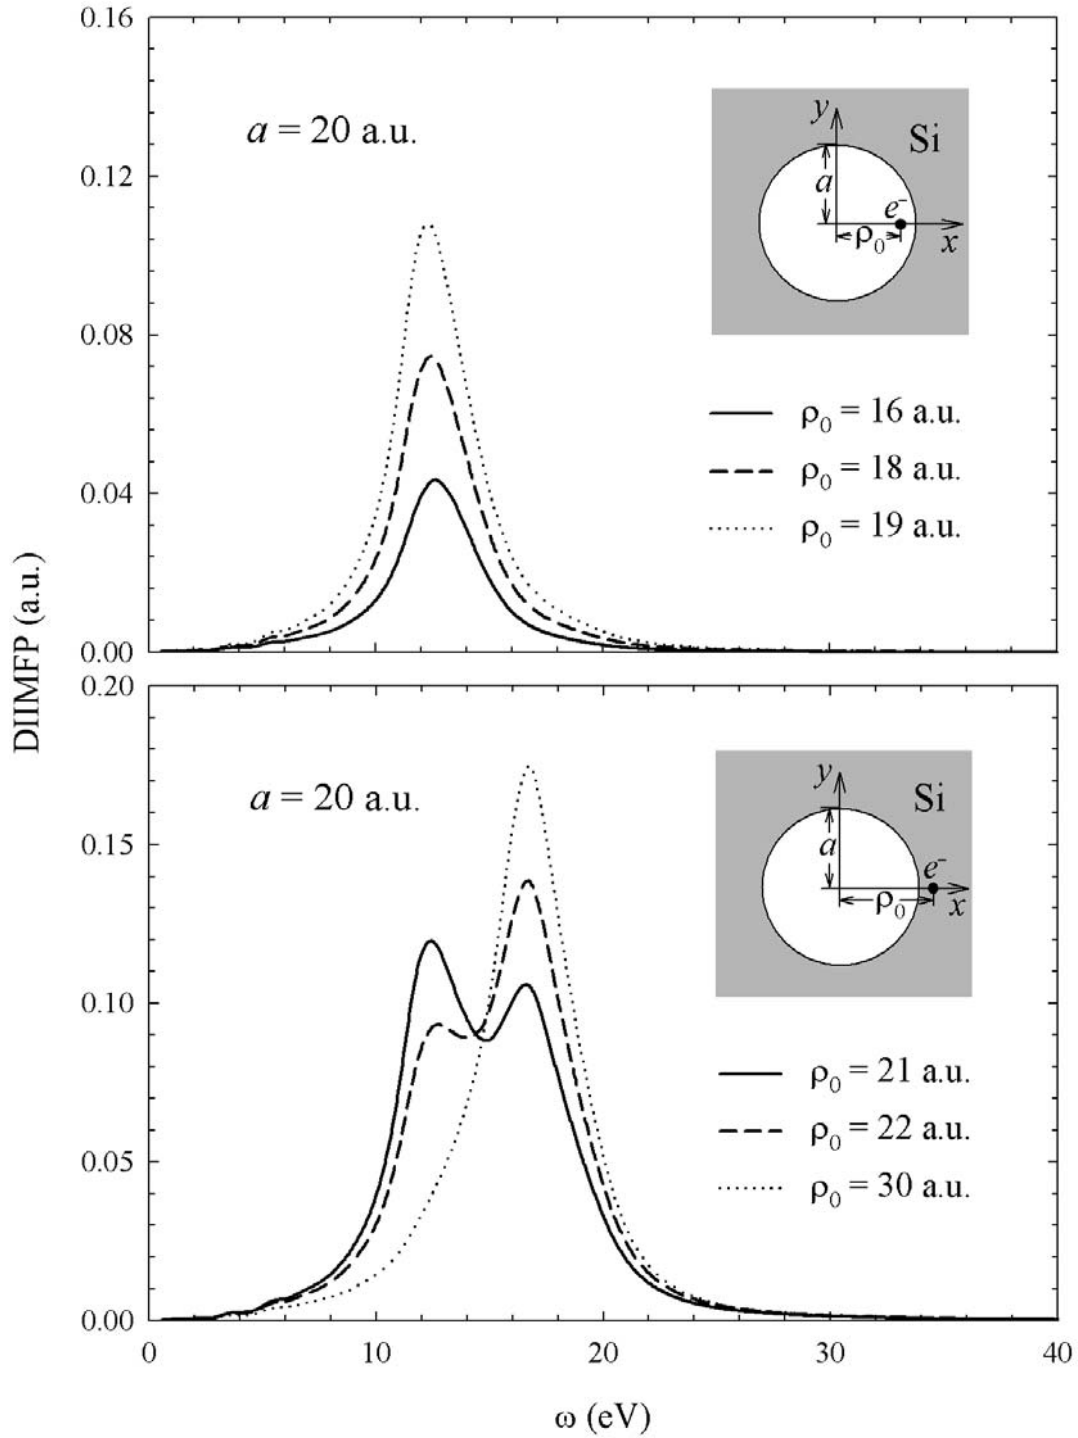 0.16
0.12
0.08
0.04
0.00
a = 20 a.u.
y
Si
a
e⁻
ρ₀
x
ρ₀ = 16 a.u.
ρ₀ = 18 a.u.
ρ₀ = 19 a.u.
DIIMFP (a.u.)
0.20
0.15
0.10
0.05
0.00
a = 20 a.u.
y
Si
a
e⁻
ρ₀
x
ρ₀ = 21 a.u.
ρ₀ = 22 a.u.
ρ₀ = 30 a.u.
0 10 20 30 40
ω (eV)